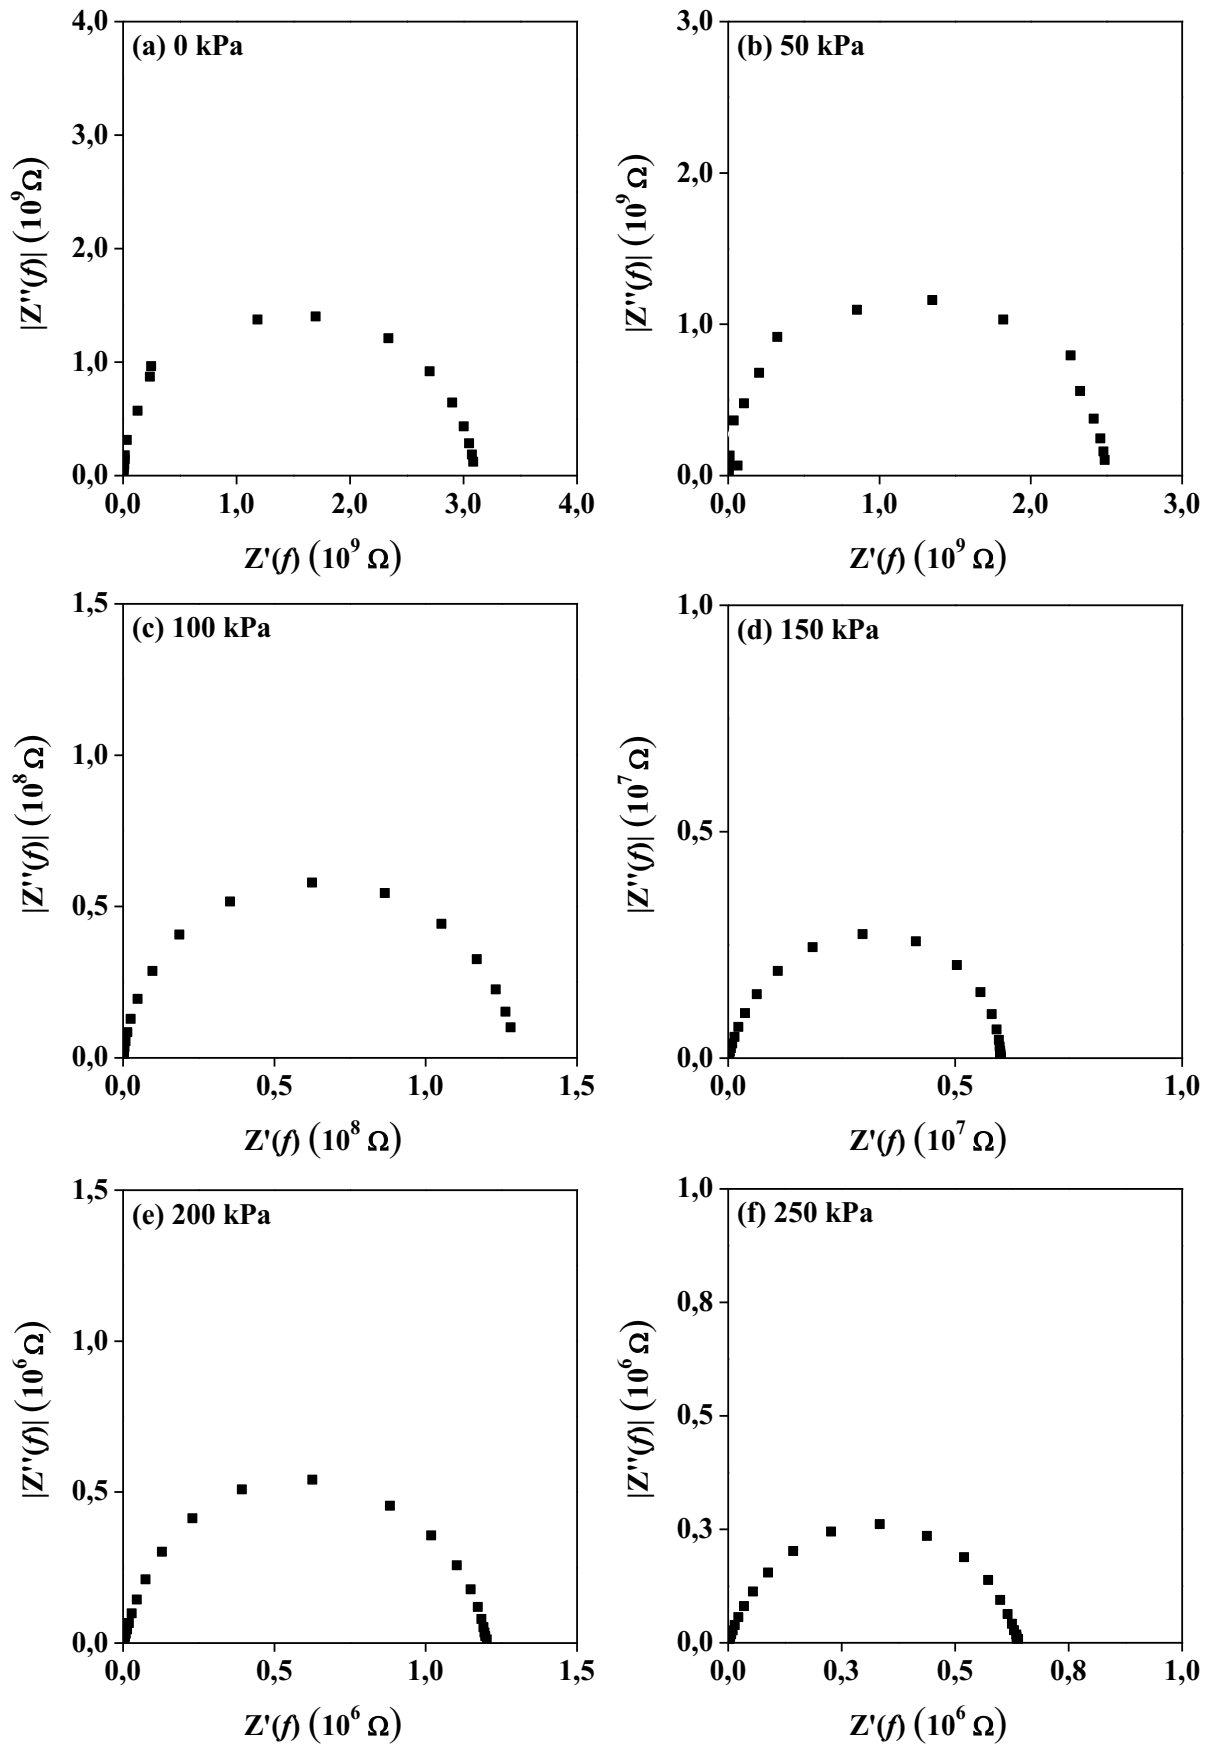 (a) 0 kPa
4,0
3,0
2,0
1,0
0,0
|Z''(f)| (10⁹Ω)
0,0 1,0 2,0 3,0 4,0
Z'(f) (10⁹ Ω)
(b) 50 kPa
3,0
2,0
1,0
0,0
|Z''(f)| (10⁹ Ω)
0,0 1,0 2,0 3,0
Z'(f) (10⁹ Ω)
(c) 100 kPa
1,5
1,0
0,5
0,0
|Z''(f)| (10⁸ Ω)
0,0 0,5 1,0 1,5
Z'(f) (10⁸ Ω)
(d) 150 kPa
1,0
0,5
0,0
|Z''(f)| (10⁷ Ω)
0,0 0,5 1,0
Z'(f) (10⁷ Ω)
(e) 200 kPa
1,5
1,0
0,5
0,0
|Z''(f)| (10⁶ Ω)
0,0 0,5 1,0 1,5
Z'(f) (10⁶ Ω)
(f) 250 kPa
1,0
0,8
0,5
0,3
0,0
|Z''(f)| (10⁶ Ω)
0,0 0,3 0,5 0,8 1,0
Z'(f) (10⁶ Ω)